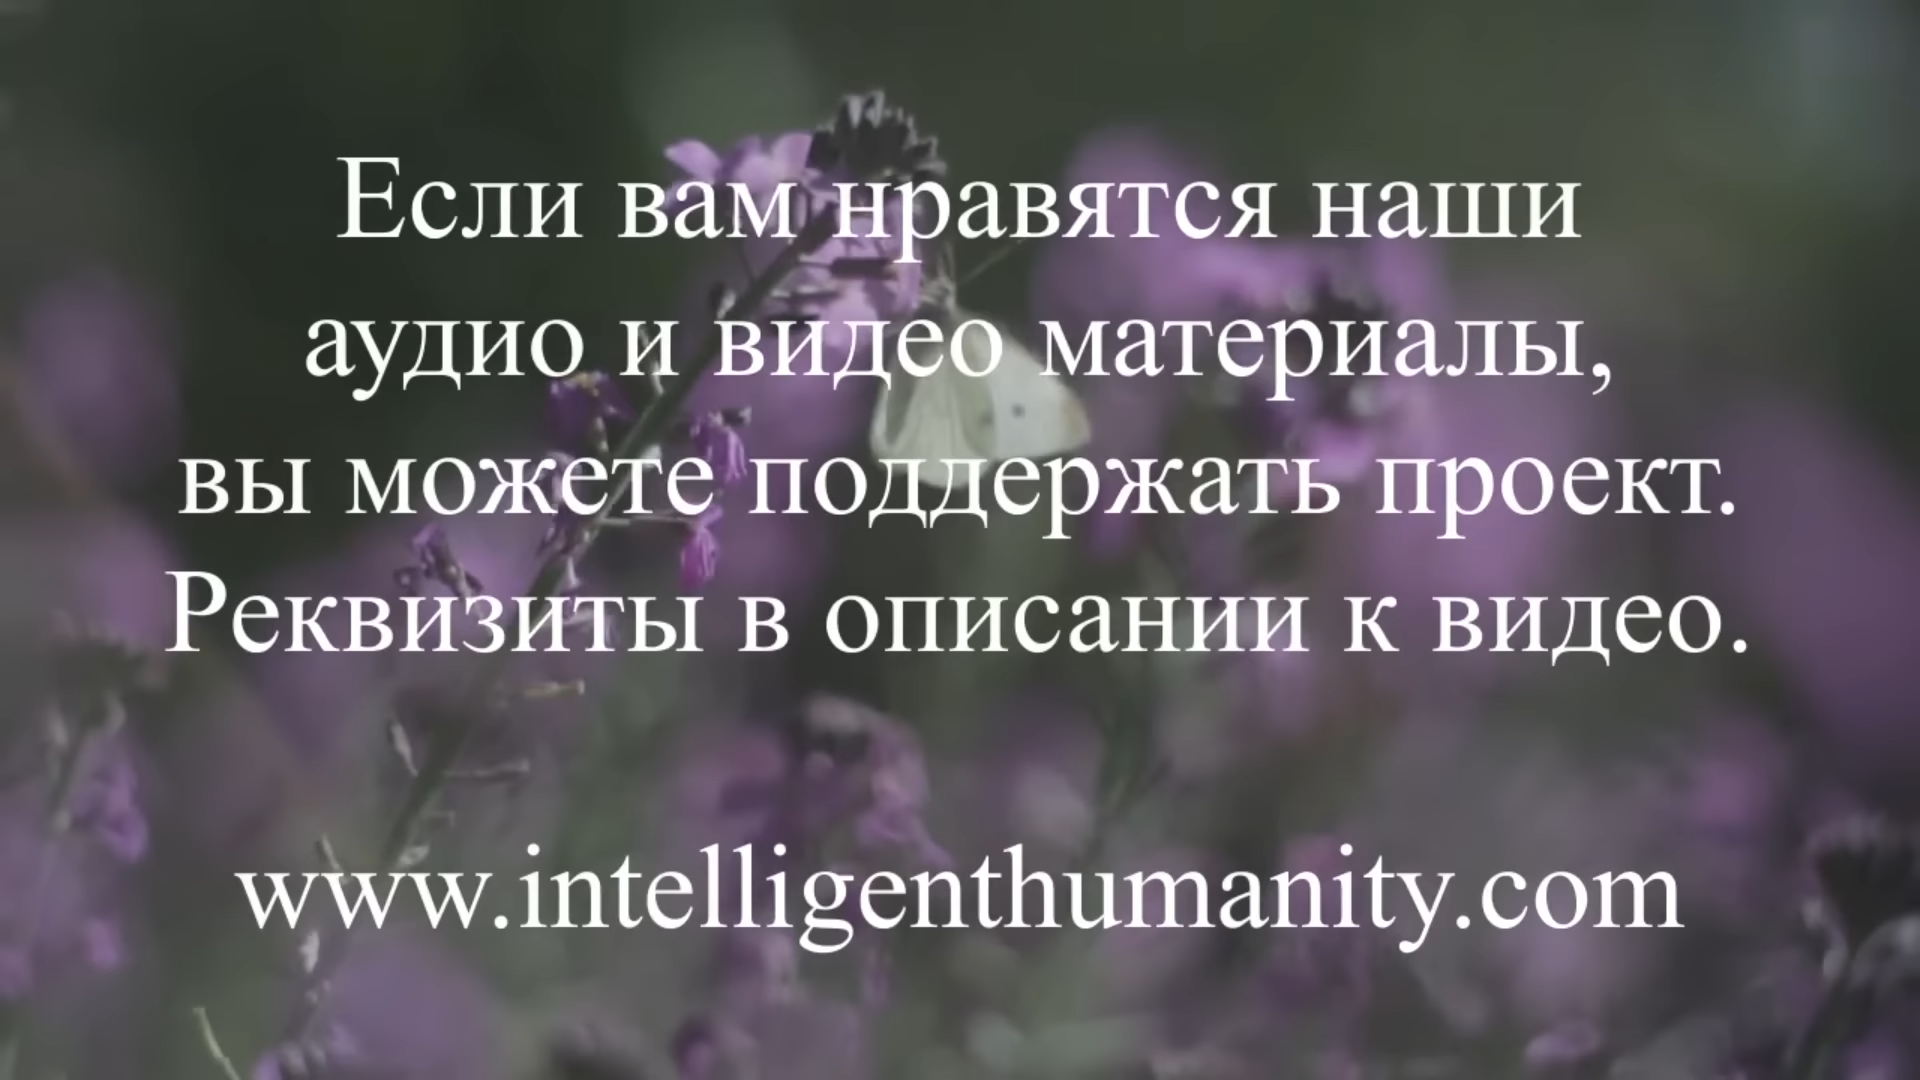 Если вам нравятся наши
аудио и видео материалы,
вы можете поддержать проект.
Реквизиты в описании к видео.
www.intelligenthumanity.com